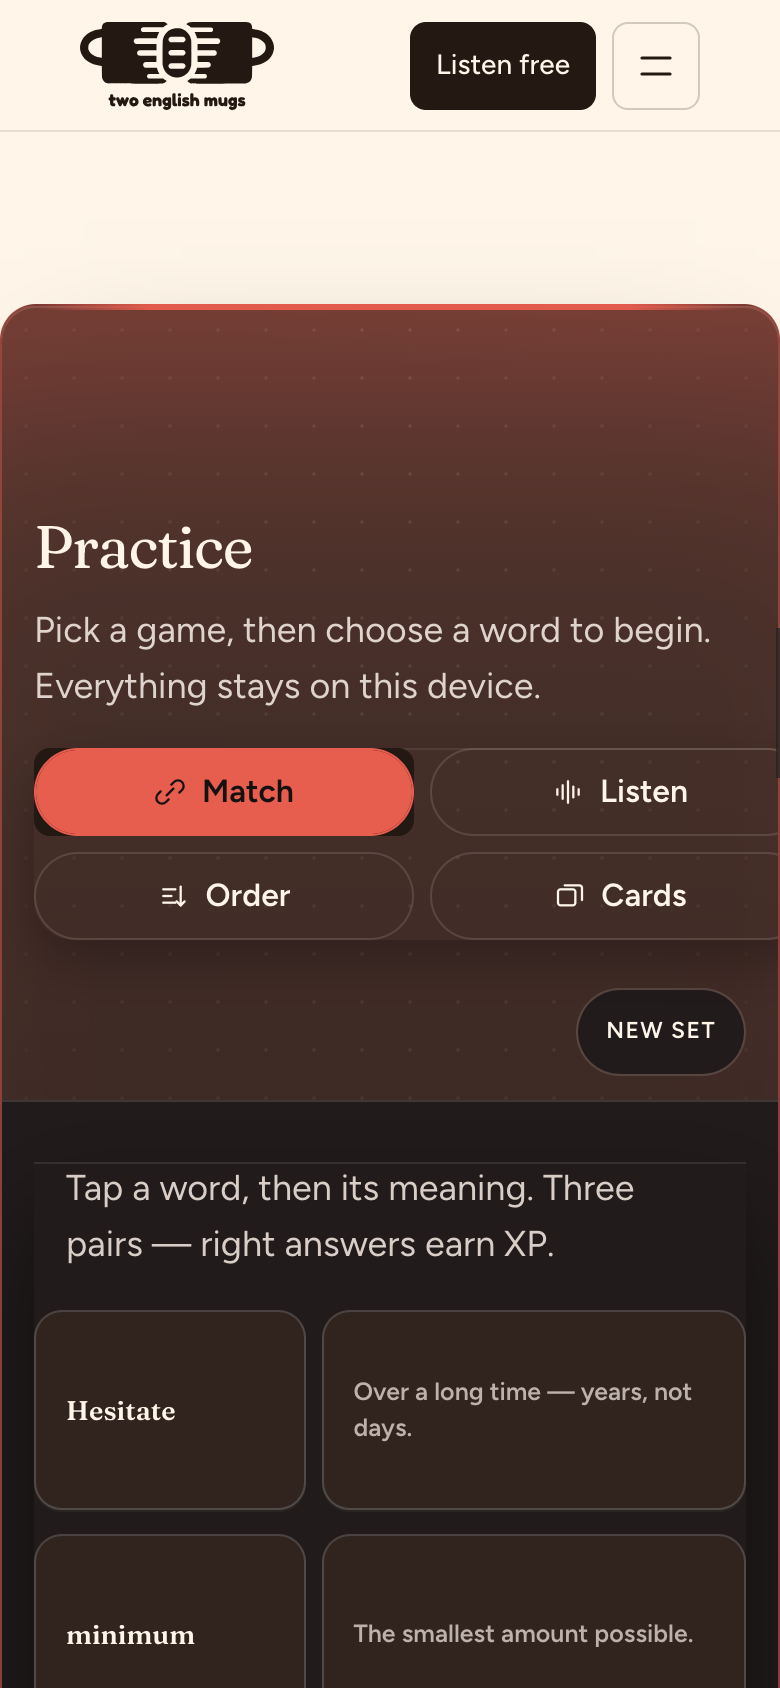 two english mugs
Listen free
Practice
Pick a game, then choose a word to begin.
Everything stays on this device.
Match
Listen
Order
Cards
NEW SET
Tap a word, then its meaning. Three
pairs — right answers earn XP.
Hesitate
Over a long time — years, not
days.
minimum
The smallest amount possible.